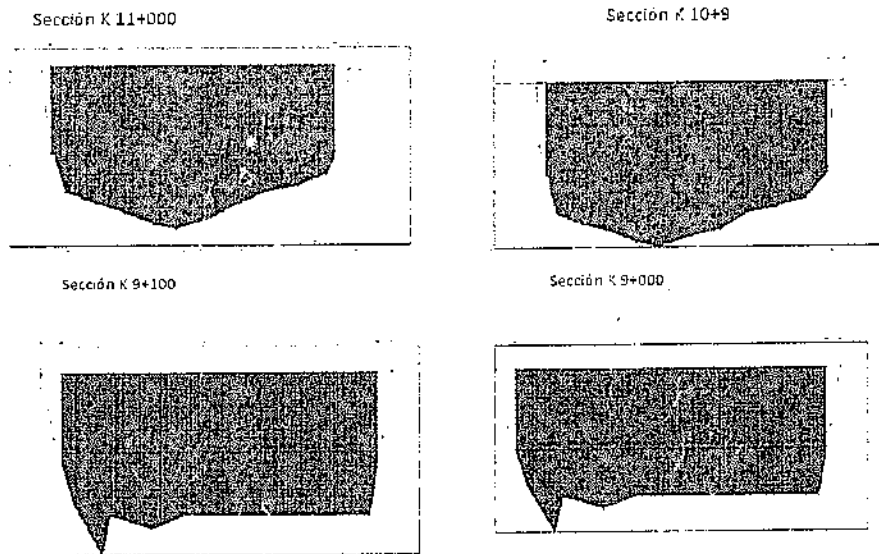 Sección K 11+000
Sección K 10+9
Sección K 9+100
Sección K 9+000